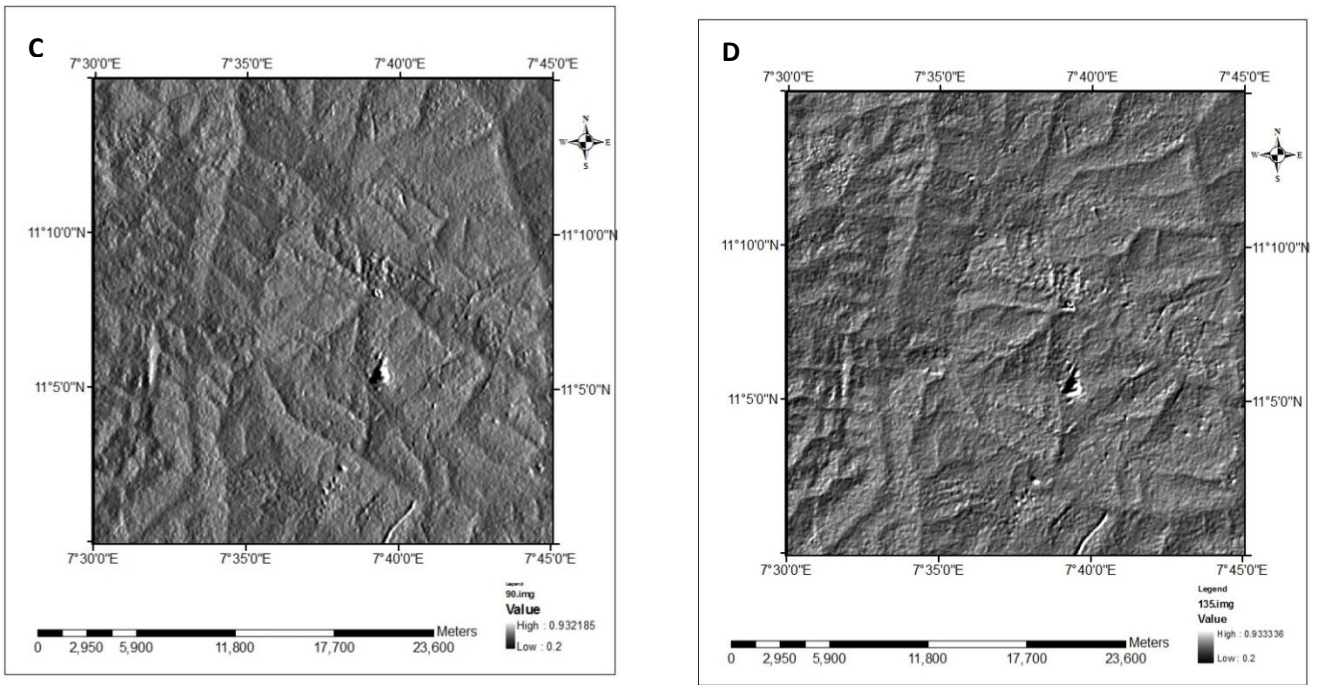 C
7°30'0"E 7°35'0"E 7°40'0"E 7°45'0"E
N
W E
S
11°10'0"N 11°10'0"N
11°5'0"N 11°5'0"N
7°30'0"E 7°35'0"E 7°40'0"E 7°45'0"E
Legend
90.img
Value
High : 0.932185
Low : 0.2
Meters
0 2,950 5,900 11,800 17,700 23,600
D
7°30'0"E 7°35'0"E 7°40'0"E 7°45'0"E
N
W E
S
11°10'0"N 11°10'0"N
11°5'0"N 11°5'0"N
7°30'0"E 7°35'0"E 7°40'0"E 7°45'0"E
Legend
135.img
Value
High : 0.933336
Low : 0.2
Meters
0 2,950 5,900 11,800 17,700 23,600